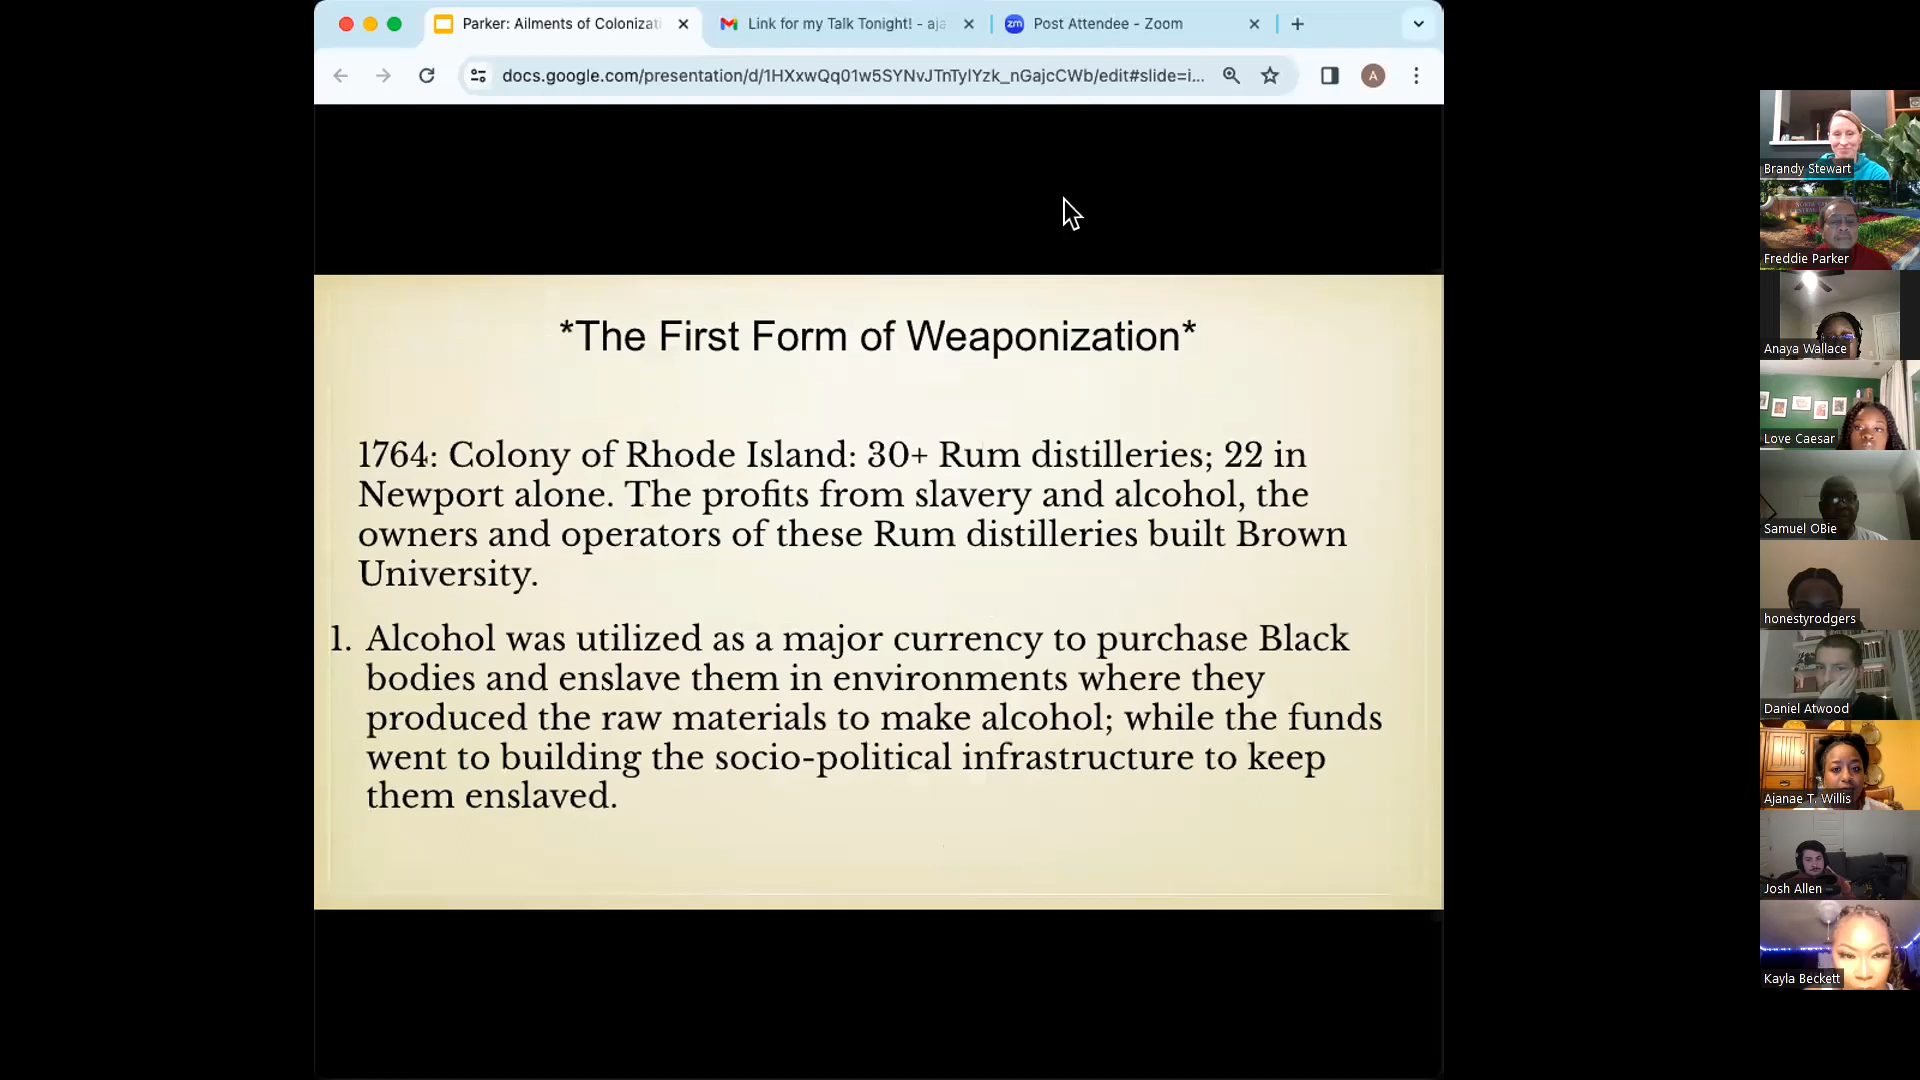 Parker: Ailments of Colonizati
Link for my Talk Tonight! - aja
zm Post Attendee - Zoom
docs.google.com/presentation/d/1HXxwQq01w5SYNvJTnTylYzk_nGajcCWb/edit#slide=i...
A
*The First Form of Weaponization*
1764: Colony of Rhode Island: 30+ Rum distilleries; 22 in
Newport alone. The profits from slavery and alcohol, the
owners and operators of these Rum distilleries built Brown
University.
1. Alcohol was utilized as a major currency to purchase Black
bodies and enslave them in environments where they
produced the raw materials to make alcohol; while the funds
went to building the socio-political infrastructure to keep
them enslaved.
Brandy Stewart
Freddie Parker
Anaya Wallace
Love Caesar
Samuel OBie
honestyrodgers
Daniel Atwood
Ajanae T. Willis
Josh Allen
Kayla Beckett